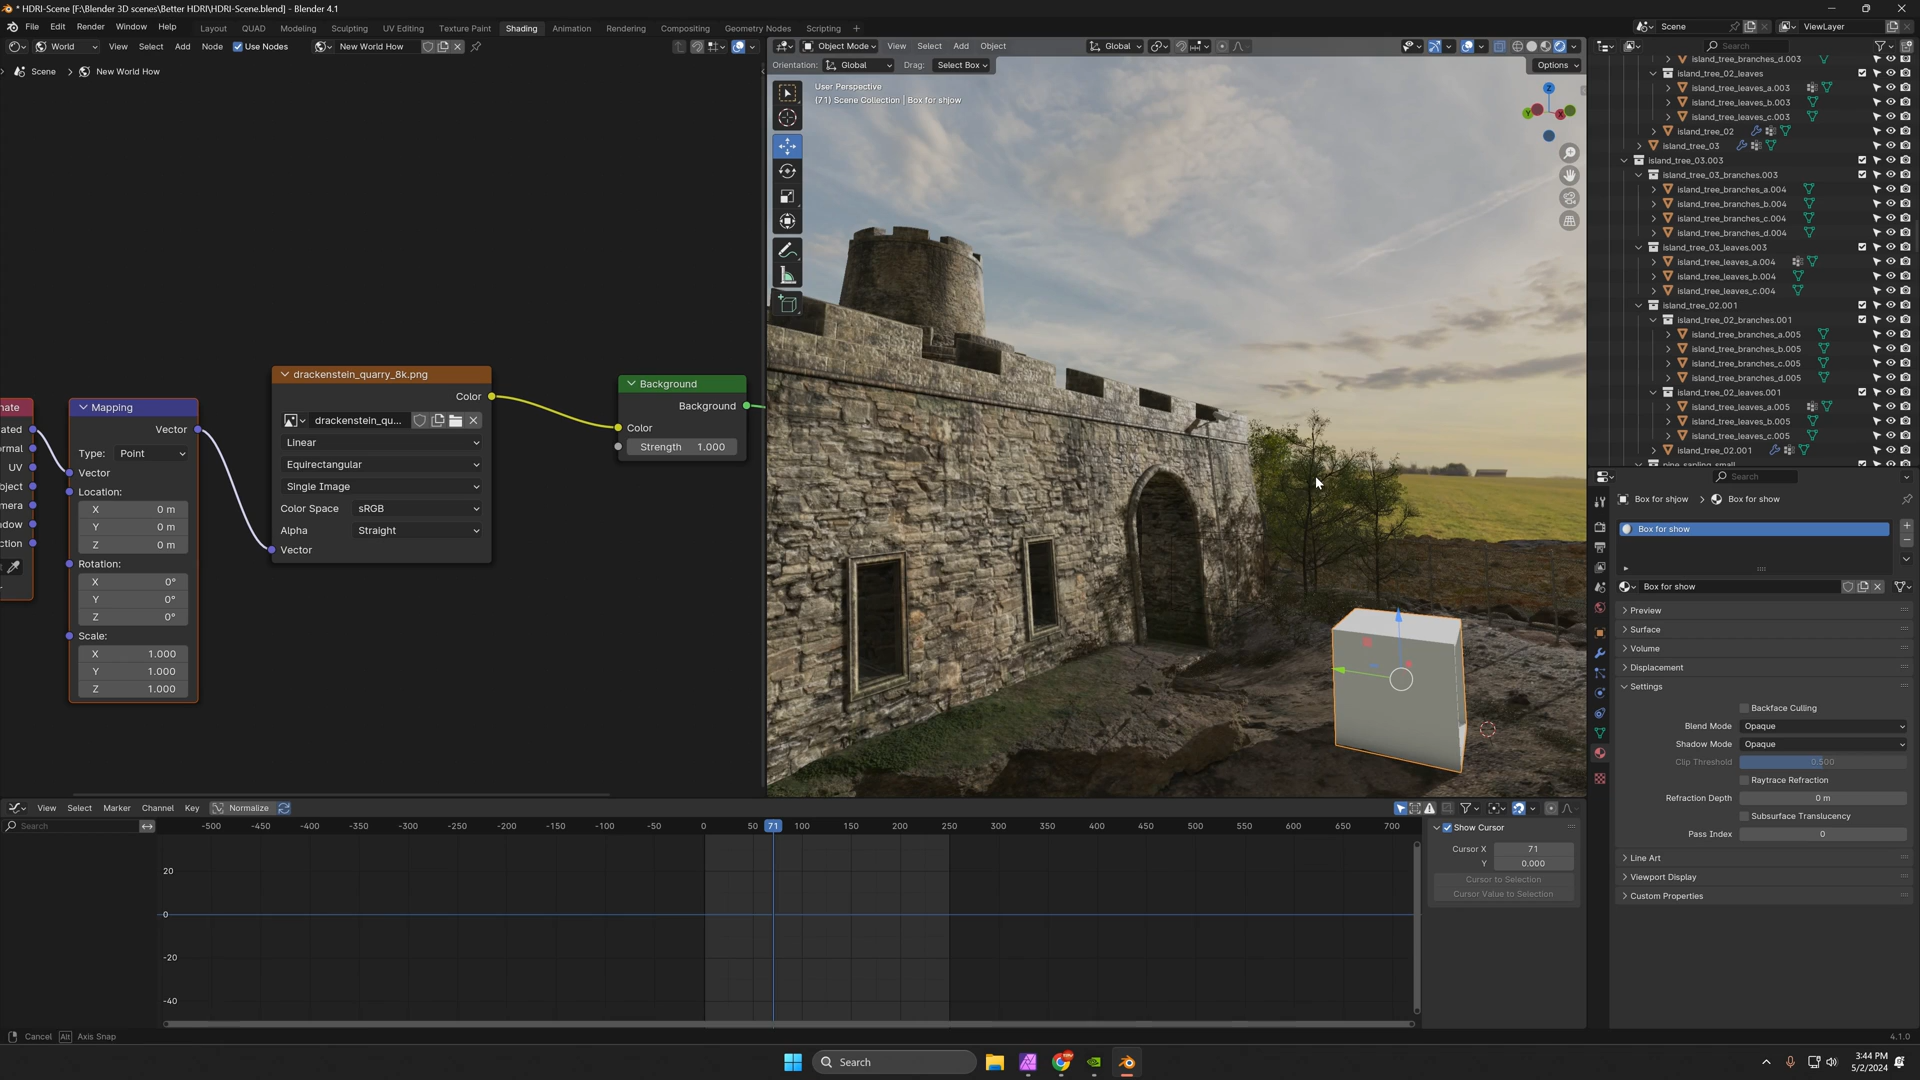 * HDRI-Scene [F:\Blender 3D scenes\Better HDRI\HDRI-Scene.blend] - Blender 4.1
File Edit Render Window Help Layout QUAD Modeling Sculpting UV Editing Texture Paint Shading Animation Rendering Compositing Geometry Nodes Scripting + Scene ViewLayer
World View Select Add Node Use Nodes New World How
Object Mode View Select Add Object Global
Search
Scene > New World How
Orientation: Global Drag: Select Box Options
User Perspective
(71) Scene Collection | Box for shjow
Z
Y
X
island_tree_branches_d.003
island_tree_02_leaves
island_tree_leaves_a.003
island_tree_leaves_b.003
island_tree_leaves_c.003
island_tree_02
island_tree_03
island_tree_03.003
island_tree_03_branches.003
island_tree_branches_a.004
island_tree_branches_b.004
island_tree_branches_c.004
island_tree_branches_d.004
island_tree_03_leaves.003
island_tree_leaves_a.004
island_tree_leaves_b.004
island_tree_leaves_c.004
island_tree_02.001
island_tree_02_branches.001
island_tree_branches_a.005
island_tree_branches_b.005
island_tree_branches_c.005
island_tree_branches_d.005
island_tree_02_leaves.001
island_tree_leaves_a.005
island_tree_leaves_b.005
island_tree_leaves_c.005
island_tree_02.001
pine_sapling_small
nate
ated
ormal
UV
bject
mera
ndow
ction
Mapping
Vector
Type: Point
Vector
Location:
X 0 m
Y 0 m
Z 0 m
Rotation:
X 0°
Y 0°
Z 0°
Scale:
X 1.000
Y 1.000
Z 1.000
drackenstein_quarry_8k.png
Color
drackenstein_qu...
Linear
Equirectangular
Single Image
Color Space sRGB
Alpha Straight
Vector
Background
Background
Color
Strength 1.000
Search
Box for shjow > Box for show
Box for show
Box for show
Preview
Surface
Volume
Displacement
Settings
Backface Culling
Blend Mode Opaque
Shadow Mode Opaque
Clip Threshold 0.500
Raytrace Refraction
Refraction Depth 0 m
Subsurface Translucency
Pass Index 0
Line Art
Viewport Display
Custom Properties
View Select Marker Channel Key Normalize
Search
-500 -450 -400 -350 -300 -250 -200 -150 -100 -50 0 50 71 100 150 200 250 300 350 400 450 500 550 600 650 700
20
0
-20
-40
Show Cursor
Cursor X 71
Y 0.000
Cursor to Selection
Cursor Value to Selection
Cancel Alt Axis Snap
4.1.0
Search
3:44 PM
5/2/2024